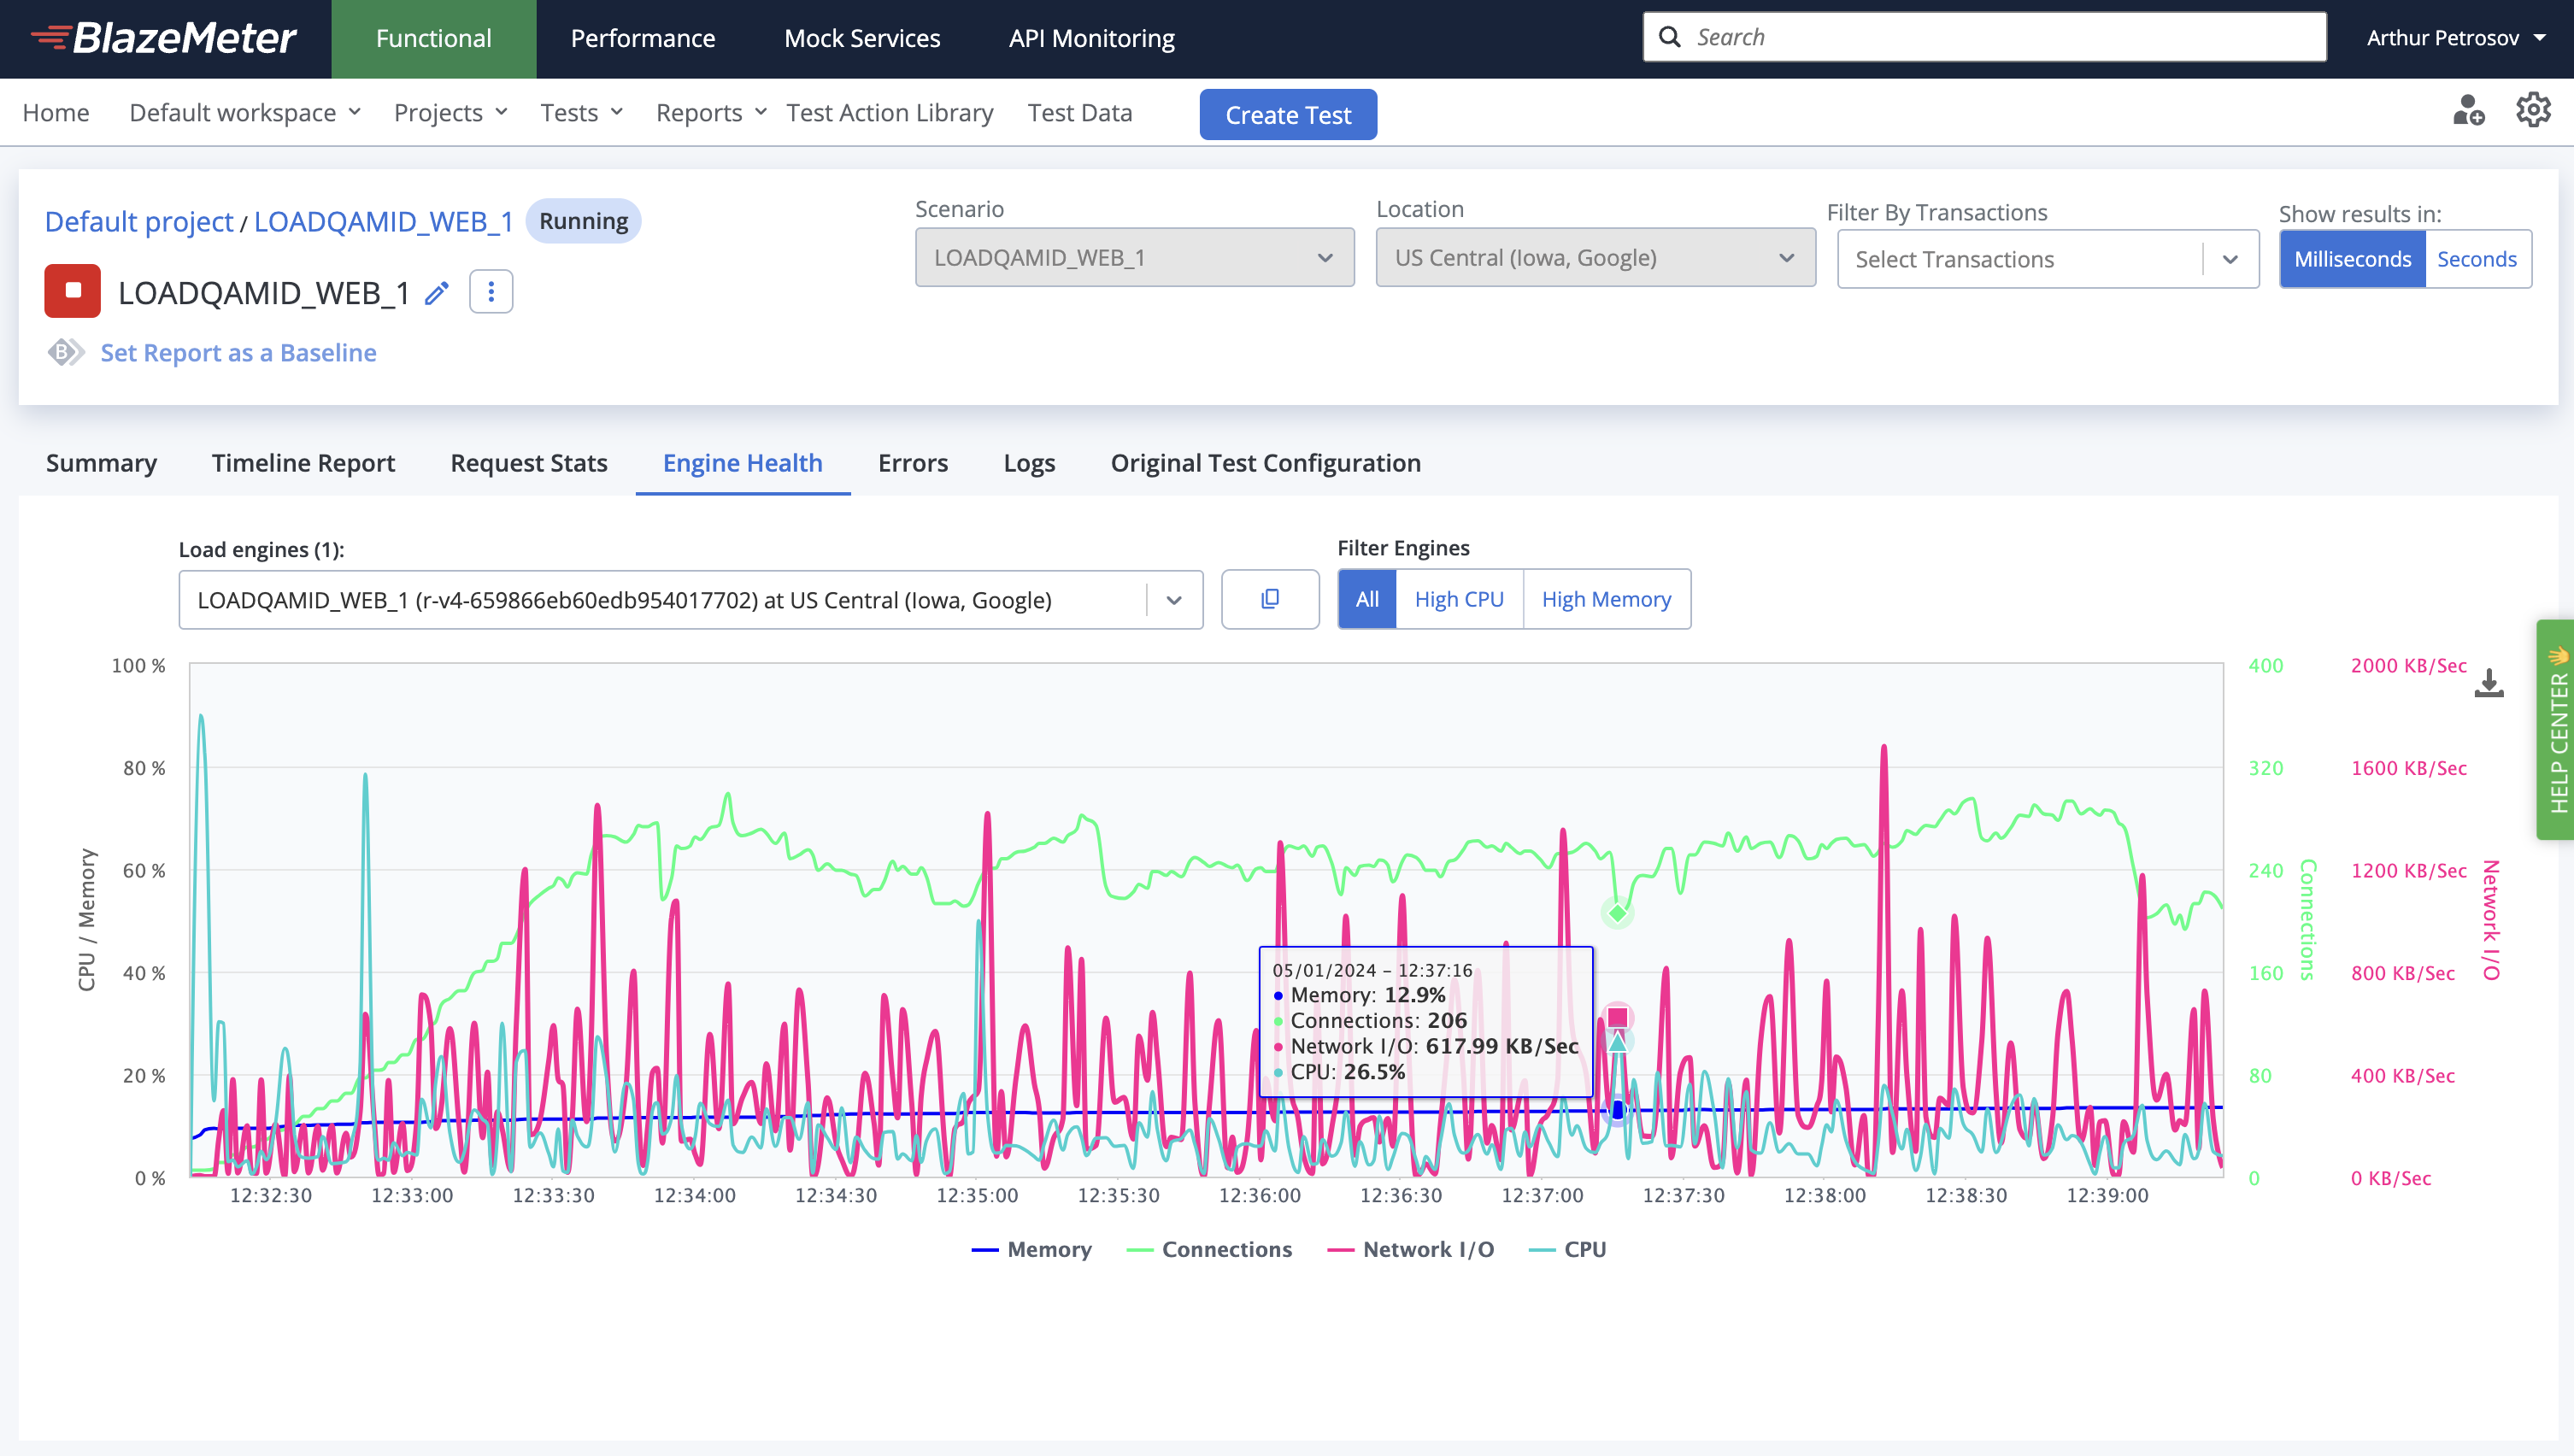 BlazeMeter
Functional
Performance
Mock Services
API Monitoring
Search
Arthur Petrosov
Home
Default workspace
Projects
Tests
Reports
Test Action Library
Test Data
Create Test
Default project / LOADQAMID_WEB_1
Running
LOADQAMID_WEB_1
B
Set Report as a Baseline
Scenario
LOADQAMID_WEB_1
Location
US Central (Iowa, Google)
Filter By Transactions
Select Transactions
Show results in:
Milliseconds
Seconds
Summary
Timeline Report
Request Stats
Engine Health
Errors
Logs
Original Test Configuration
Load engines (1):
LOADQAMID_WEB_1 (r-v4-659866eb60edb954017702) at US Central (Iowa, Google)
Filter Engines
All
High CPU
High Memory
CPU / Memory
100 %
80 %
60 %
40 %
20 %
0 %
400
320
240
160
80
0
Connections
2000 KB/Sec
1600 KB/Sec
1200 KB/Sec
800 KB/Sec
400 KB/Sec
0 KB/Sec
Network I/O
HELP CENTER
05/01/2024 - 12:37:16
Memory: 12.9%
Connections: 206
Network I/O: 617.99 KB/Sec
CPU: 26.5%
12:32:30
12:33:00
12:33:30
12:34:00
12:34:30
12:35:00
12:35:30
12:36:00
12:36:30
12:37:00
12:37:30
12:38:00
12:38:30
12:39:00
Memory
Connections
Network I/O
CPU